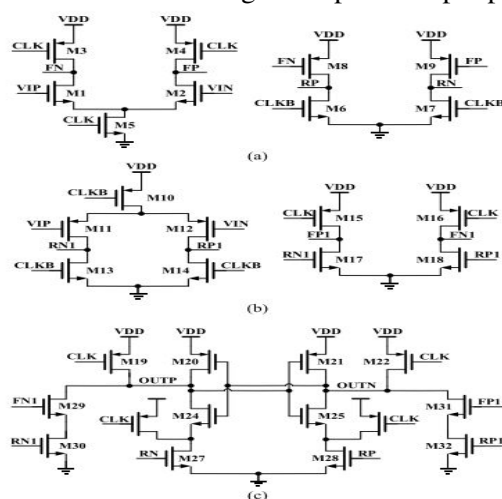 VDD VDD VDD VDD
CLK M3 M4 CLK FN M8 M9 FP
FN FP RP RN
VIP M1 M2 VIN CLKB M6 M7 CLKB
CLK M5
(a)
VDD
CLKB M10 VDD VDD
VIP M11 M12 VIN CLK M15 M16 CLK
RN1 RP1 FP1 FN1
CLKB M13 M14 CLKB RN1 M17 M18 RP1
(b)
VDD VDD VDD VDD
CLK M19 M20 M21 M22 CLK
OUTP OUTN
FN1 M29 CLK M24 M25 CLK M31 FP1
RN1 M30 RN M27 M28 RP M32 RP1
(c)